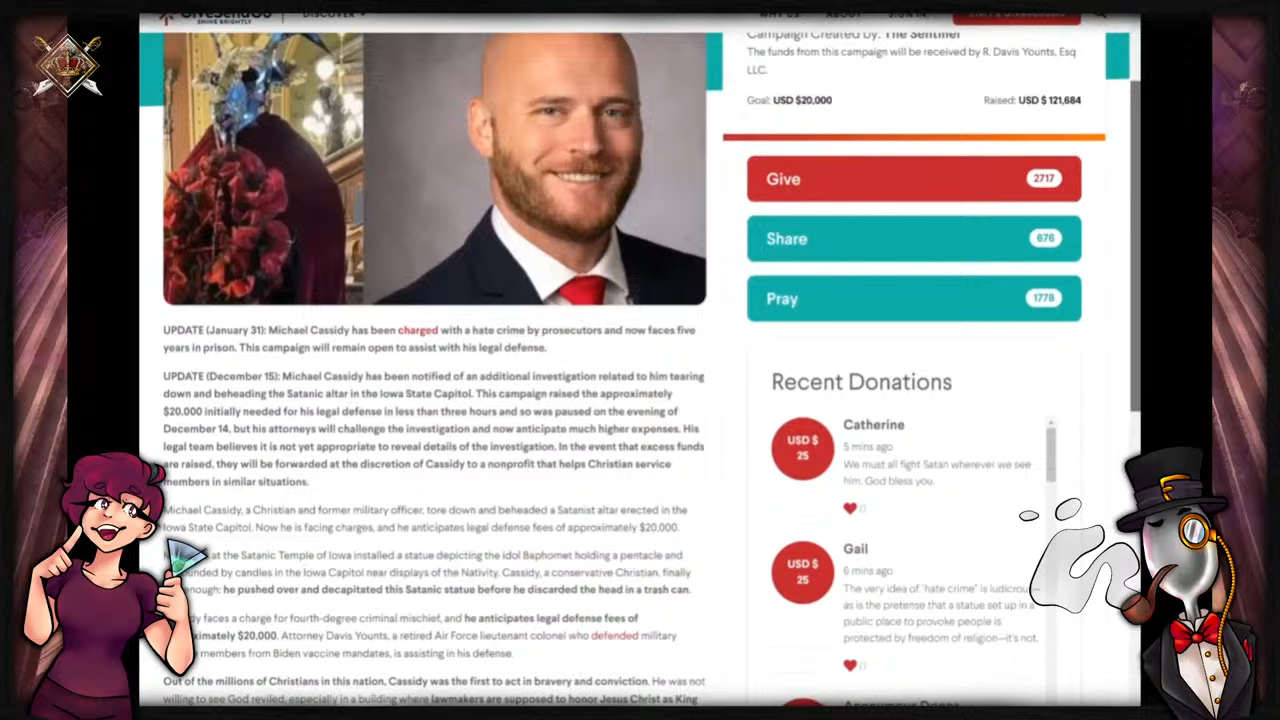 GiveSendGo
SHINE BRIGHTLY
DISCOVER
WHY US
ABOUT
SIGN IN
Campaign Created by: The Sentinel
The funds from this campaign will be received by R. Davis Younts, Esq
LLC.
Goal: USD $20,000
Raised: USD $ 121,684
Give 2717
Share 676
Pray 1778
UPDATE (January 31): Michael Cassidy has been charged with a hate crime by prosecutors and now faces five
years in prison. This campaign will remain open to assist with his legal defense.
UPDATE (December 15): Michael Cassidy has been notified of an additional investigation related to him tearing
down and beheading the Satanic altar in the Iowa State Capitol. This campaign raised the approximately
$20,000 initially needed for his legal defense in less than three hours and so was paused on the evening of
December 14, but his attorneys will challenge the investigation and now anticipate much higher expenses. His
legal team believes it is not yet appropriate to reveal details of the investigation. In the event that excess funds
are raised, they will be forwarded at the discretion of Cassidy to a nonprofit that helps Christian service
members in similar situations.
Michael Cassidy, a Christian and former military officer, tore down and beheaded a Satanist altar erected in the
Iowa State Capitol. Now he is facing charges, and he anticipates legal defense fees of approximately $20,000.
at the Satanic Temple of Iowa installed a statue depicting the idol Baphomet holding a pentacle and
by candles in the Iowa Capitol near displays of the Nativity. Cassidy, a conservative Christian, finally
he pushed over and decapitated this Satanic statue before he discarded the head in a trash can.
faces a charge for fourth-degree criminal mischief, and he anticipates legal defense fees of
$20,000. Attorney Davis Younts, a retired Air Force lieutenant colonel who defended military
members from Biden vaccine mandates, is assisting in his defense.
Out of the millions of Christians in this nation, Cassidy was the first to act in bravery and conviction. He was not
willing to see God reviled, especially in a building where lawmakers are supposed to honor Jesus Christ as King
Recent Donations
USD $
25
Catherine
5 mins ago
We must all fight Satan wherever we see
him. God bless you.
0
USD $
25
Gail
6 mins ago
The very idea of "hate crime" is ludicrous
as is the pretense that a statue set up in a
public place to provoke people is
protected by freedom of religion—it's not.
0
Anonymous Donor